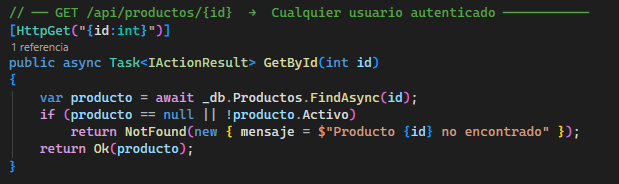 // —— GET /api/productos/{id}  →  Cualquier usuario autenticado ——————————
[HttpGet("{id:int}")]
1 referencia
public async Task<IActionResult> GetById(int id)
{
    var producto = await _db.Productos.FindAsync(id);
    if (producto == null || !producto.Activo)
        return NotFound(new { mensaje = $"Producto {id} no encontrado" });
    return Ok(producto);
}